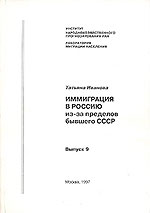 ИНСТИТУТ
НАРОДНОХОЗЯЙСТВЕННОГО
ПРОГНОЗИРОВАНИЯ РАН
ЛАБОРАТОРИЯ
МИГРАЦИИ НАСЕЛЕНИЯ
Татьяна Иванова
ИММИГРАЦИЯ
В РОССИЮ
из-за пределов
бывшего СССР
Выпуск 9
Москва, 1997